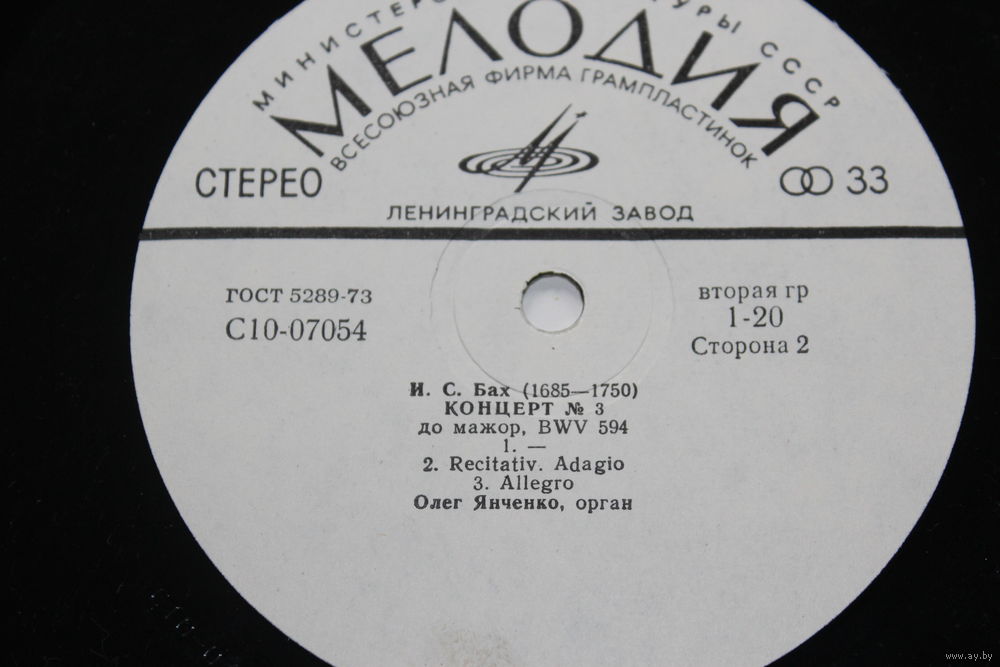 СССР
МЕЛОДИЯ
ВСЕСОЮЗНАЯ ФИРМА ГРАМПЛАСТИНОК
СТЕРЕО
33
ЛЕНИНГРАДСКИЙ ЗАВОД
ГОСТ 5289-73
С10-07054
вторая гр
1-20
Сторона 2
И. С. Бах (1685—1750)
КОНЦЕРТ № 3
до мажор, BWV 594
1. —
2. Recitativ. Adagio
3. Allegro
Олег Янченко, орган
www.ay.by